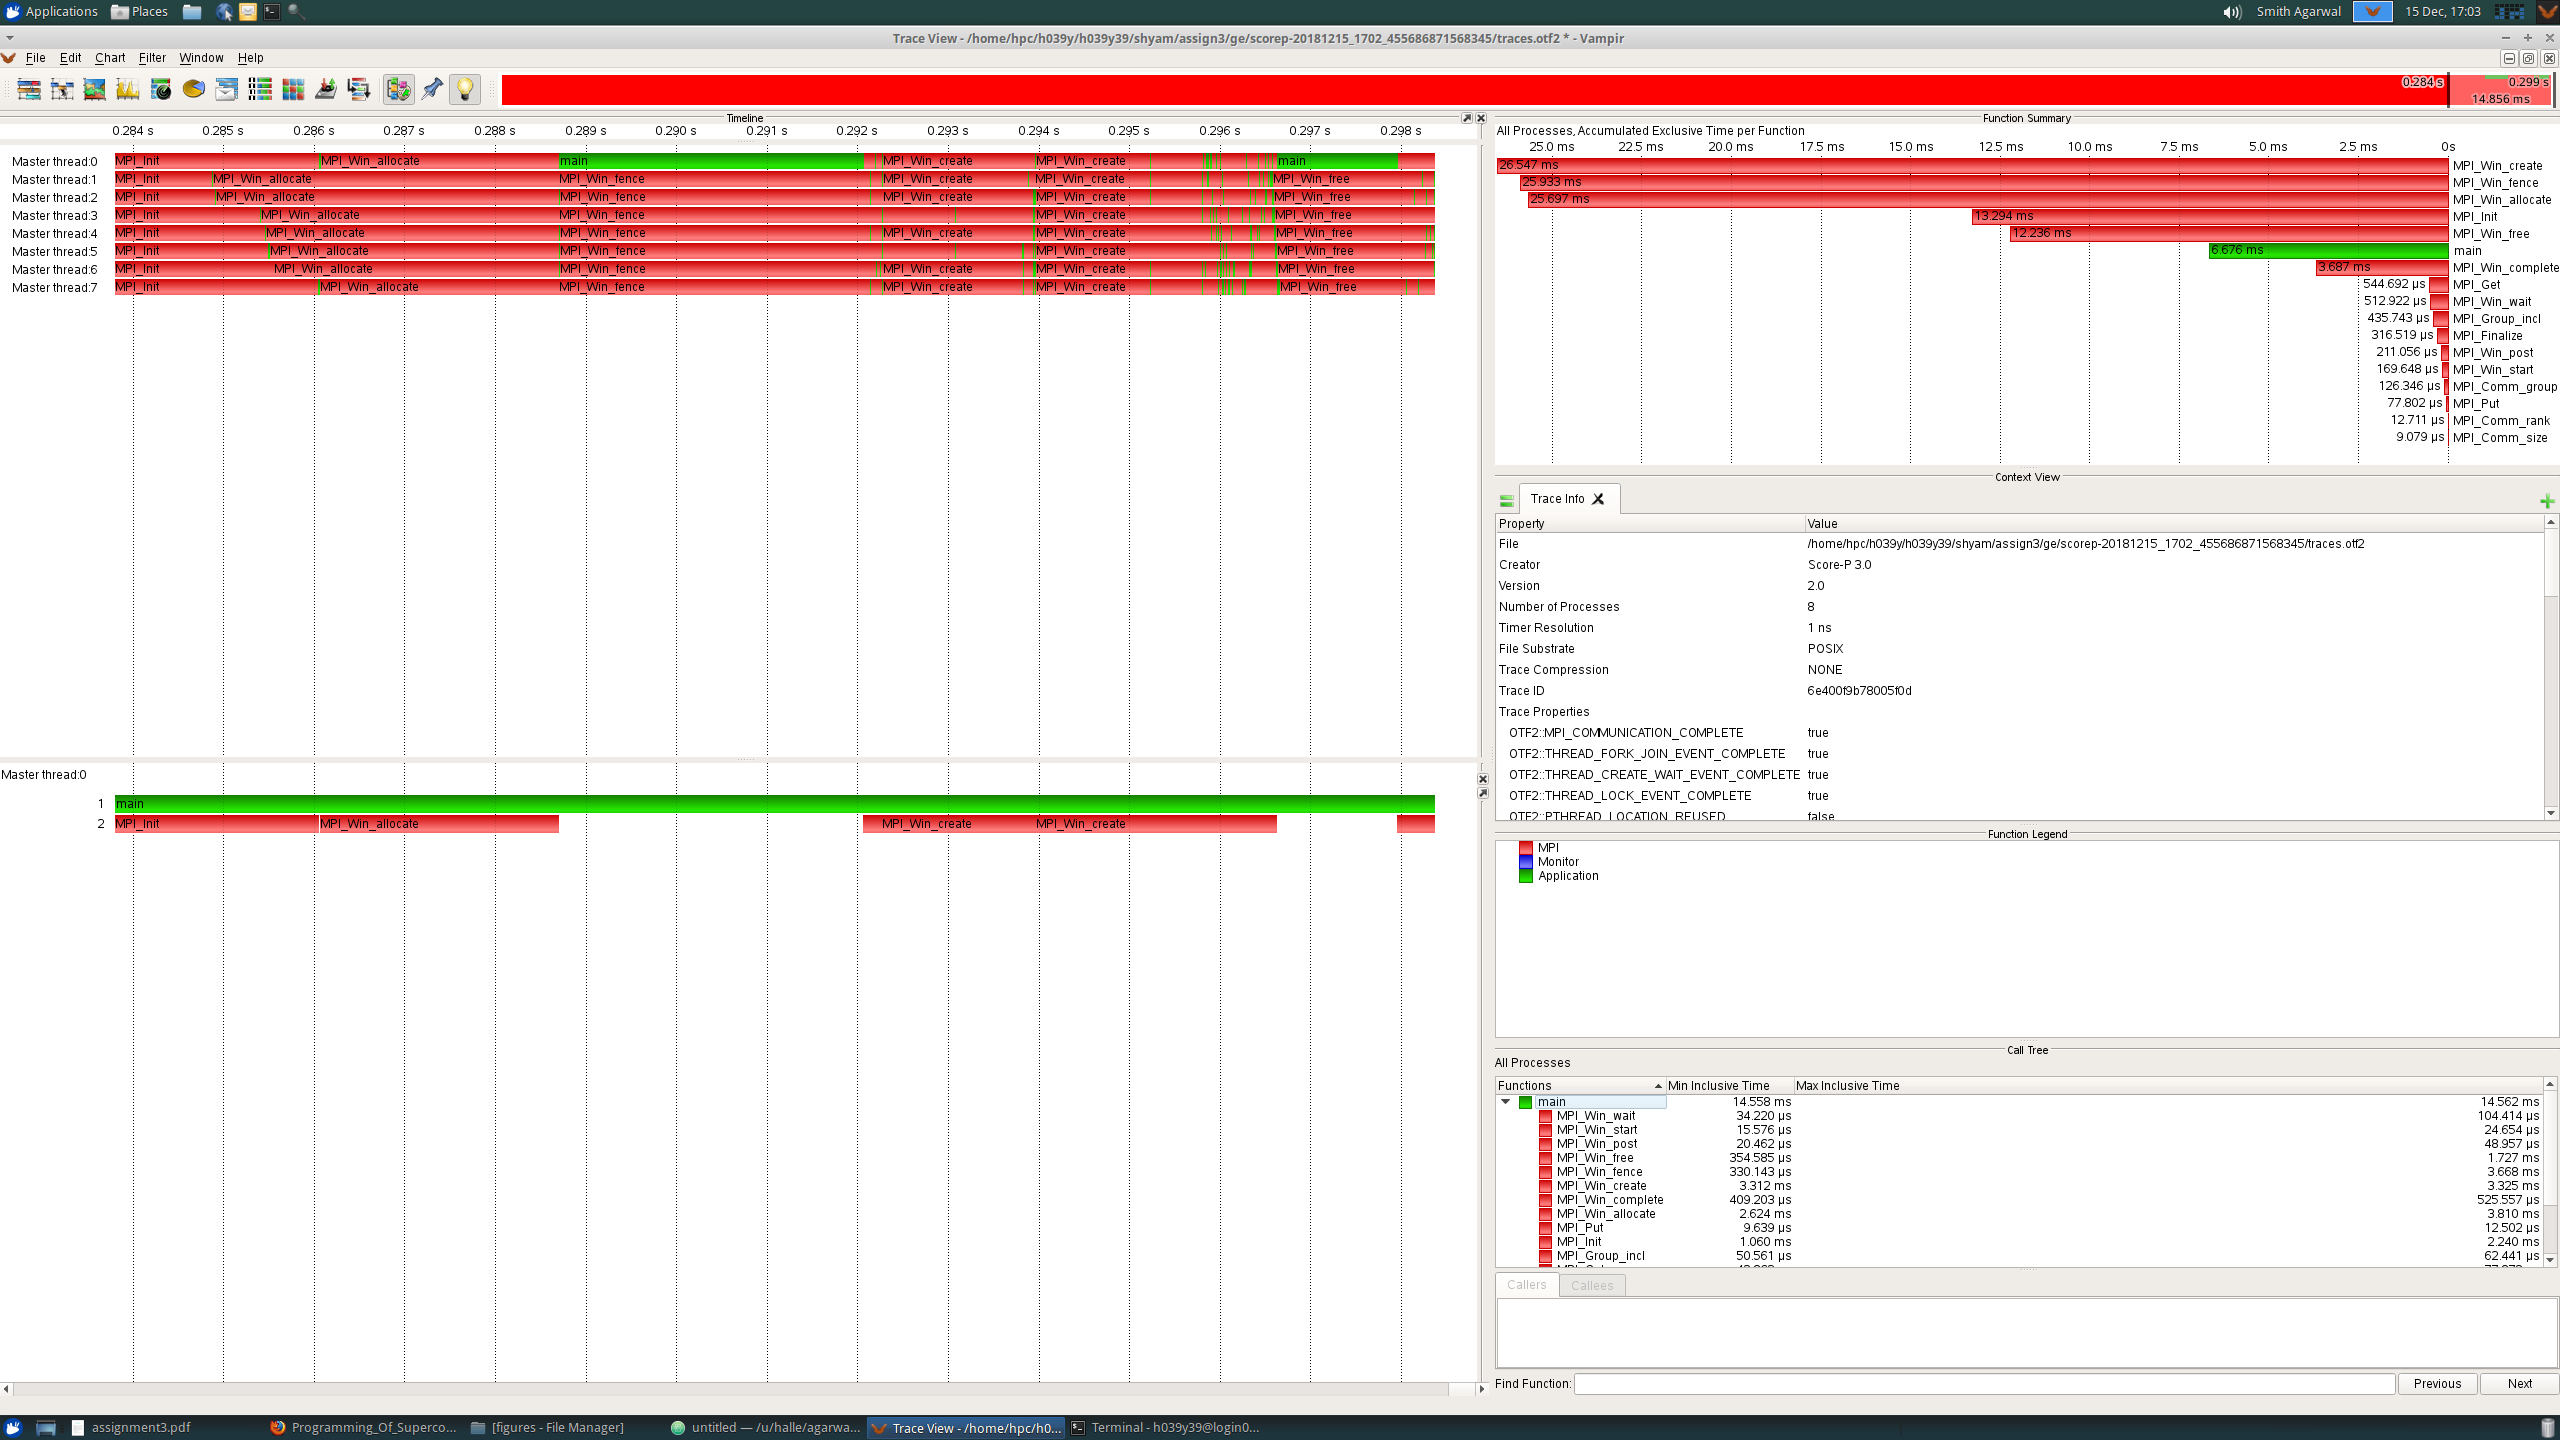 Applications Places Smith Agarwal 15 Dec, 17:03
Trace View - /home/hpc/h039y/h039y39/shyam/assign3/ge/scorep-20181215_1702_455686871568345/traces.otf2 * - Vampir
File Edit Chart Filter Window Help
0.284 s 0.299 s
14.856 ms
Timeline
0.284 s 0.285 s 0.286 s 0.287 s 0.288 s 0.289 s 0.290 s 0.291 s 0.292 s 0.293 s 0.294 s 0.295 s 0.296 s 0.297 s 0.298 s
Master thread:0 MPI_Init MPI_Win_allocate main MPI_Win_create MPI_Win_create main
Master thread:1 MPI_Init MPI_Win_allocate MPI_Win_fence MPI_Win_create MPI_Win_create MPI_Win_free
Master thread:2 MPI_Init MPI_Win_allocate MPI_Win_fence MPI_Win_create MPI_Win_create MPI_Win_free
Master thread:3 MPI_Init MPI_Win_allocate MPI_Win_fence MPI_Win_create MPI_Win_free
Master thread:4 MPI_Init MPI_Win_allocate MPI_Win_fence MPI_Win_create MPI_Win_create MPI_Win_free
Master thread:5 MPI_Init MPI_Win_allocate MPI_Win_fence MPI_Win_create MPI_Win_free
Master thread:6 MPI_Init MPI_Win_allocate MPI_Win_fence MPI_Win_create MPI_Win_create MPI_Win_free
Master thread:7 MPI_Init MPI_Win_allocate MPI_Win_fence MPI_Win_create MPI_Win_create MPI_Win_free
Master thread:0
1 main
2 MPI_Init MPI_Win_allocate MPI_Win_create MPI_Win_create
Function Summary
All Processes, Accumulated Exclusive Time per Function
25.0 ms 22.5 ms 20.0 ms 17.5 ms 15.0 ms 12.5 ms 10.0 ms 7.5 ms 5.0 ms 2.5 ms 0s
26.547 ms MPI_Win_create
25.933 ms MPI_Win_fence
25.697 ms MPI_Win_allocate
13.294 ms MPI_Init
12.236 ms MPI_Win_free
6.676 ms main
3.687 ms MPI_Win_complete
544.692 µs MPI_Get
512.922 µs MPI_Win_wait
435.743 µs MPI_Group_incl
316.519 µs MPI_Finalize
211.056 µs MPI_Win_post
169.648 µs MPI_Win_start
126.346 µs MPI_Comm_group
77.802 µs MPI_Put
12.711 µs MPI_Comm_rank
9.079 µs MPI_Comm_size
Context View
Trace Info
Property Value
File /home/hpc/h039y/h039y39/shyam/assign3/ge/scorep-20181215_1702_455686871568345/traces.otf2
Creator Score-P 3.0
Version 2.0
Number of Processes 8
Timer Resolution 1 ns
File Substrate POSIX
Trace Compression NONE
Trace ID 6e400f9b78005f0d
Trace Properties
OTF2::MPI_COMMUNICATION_COMPLETE true
OTF2::THREAD_FORK_JOIN_EVENT_COMPLETE true
OTF2::THREAD_CREATE_WAIT_EVENT_COMPLETE true
OTF2::THREAD_LOCK_EVENT_COMPLETE true
OTF2::PTHREAD_LOCATION_REUSED false
Function Legend
MPI
Monitor
Application
Call Tree
All Processes
Functions Min Inclusive Time Max Inclusive Time
main 14.558 ms 14.562 ms
MPI_Win_wait 34.220 µs 104.414 µs
MPI_Win_start 15.576 µs 24.654 µs
MPI_Win_post 20.462 µs 48.957 µs
MPI_Win_free 354.585 µs 1.727 ms
MPI_Win_fence 330.143 µs 3.668 ms
MPI_Win_create 3.312 ms 3.325 ms
MPI_Win_complete 409.203 µs 525.557 µs
MPI_Win_allocate 2.624 ms 3.810 ms
MPI_Put 9.639 µs 12.502 µs
MPI_Init 1.060 ms 2.240 ms
MPI_Group_incl 50.561 µs 62.441 µs
Callers Callees
Find Function: Previous Next
assignment3.pdf Programming_Of_Superco... [figures - File Manager] untitled — /u/halle/agarwa... Trace View - /home/hpc/h0... Terminal - h039y39@login0...